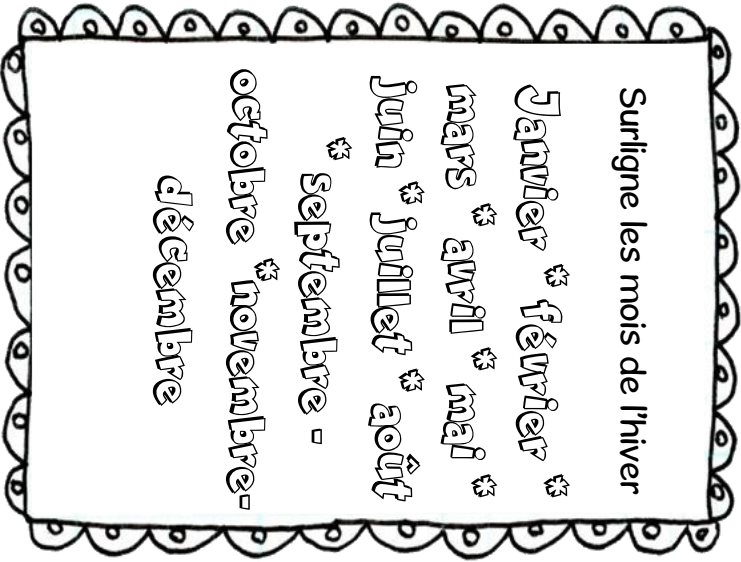 Surligne les mois de l'hiver
Janvier * février *
mars * avril * mai *
juin * juillet * août
* septembre -
octobre * novembre-
décembre